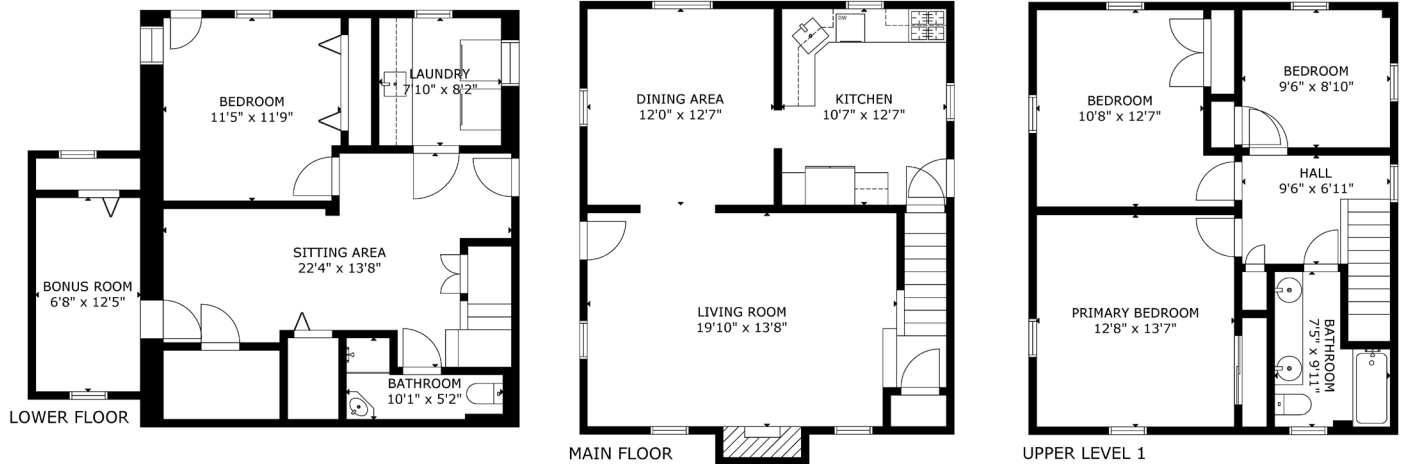 BEDROOM
11'5" x 11'9"
LAUNDRY
7'10" x 8'2"
SITTING AREA
22'4" x 13'8"
BONUS ROOM
6'8" x 12'5"
BATHROOM
10'1" x 5'2"
LOWER FLOOR
DINING AREA
12'0" x 12'7"
DW
KITCHEN
10'7" x 12'7"
LIVING ROOM
19'10" x 13'8"
MAIN FLOOR
BEDROOM
10'8" x 12'7"
BEDROOM
9'6" x 8'10"
HALL
9'6" x 6'11"
PRIMARY BEDROOM
12'8" x 13'7"
BATHROOM
7'5" x 9'11"
UPPER LEVEL 1